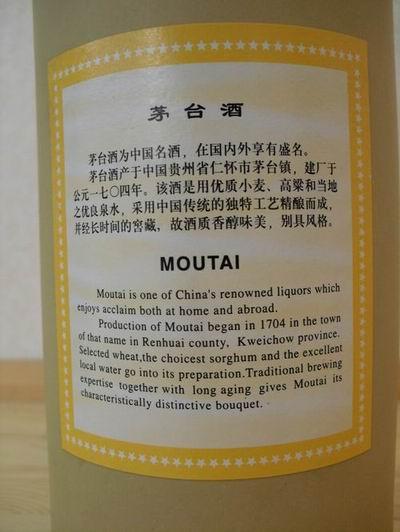 茅台酒
茅台酒为中国名酒，在国内外享有盛名。
茅台酒产于中国贵州省仁怀市茅台镇，建厂于
公元一七〇四年。该酒是用优质小麦、高粱和当地
之优良泉水，采用中国传统的独特工艺精酿而成，
并经长时间的窖藏，故酒质香醇味美，别具风格。
MOUTAI
Moutai is one of China's renowned liquors which
enjoys acclaim both at home and abroad.
Production of Moutai began in 1704 in the town
of that name in Renhuai county, Kweichow province.
Selected wheat,the choicest sorghum and the excellent
local water go into its preparation.Traditional brewing
expertise together with long aging gives Moutai its
characteristically distinctive bouquet.